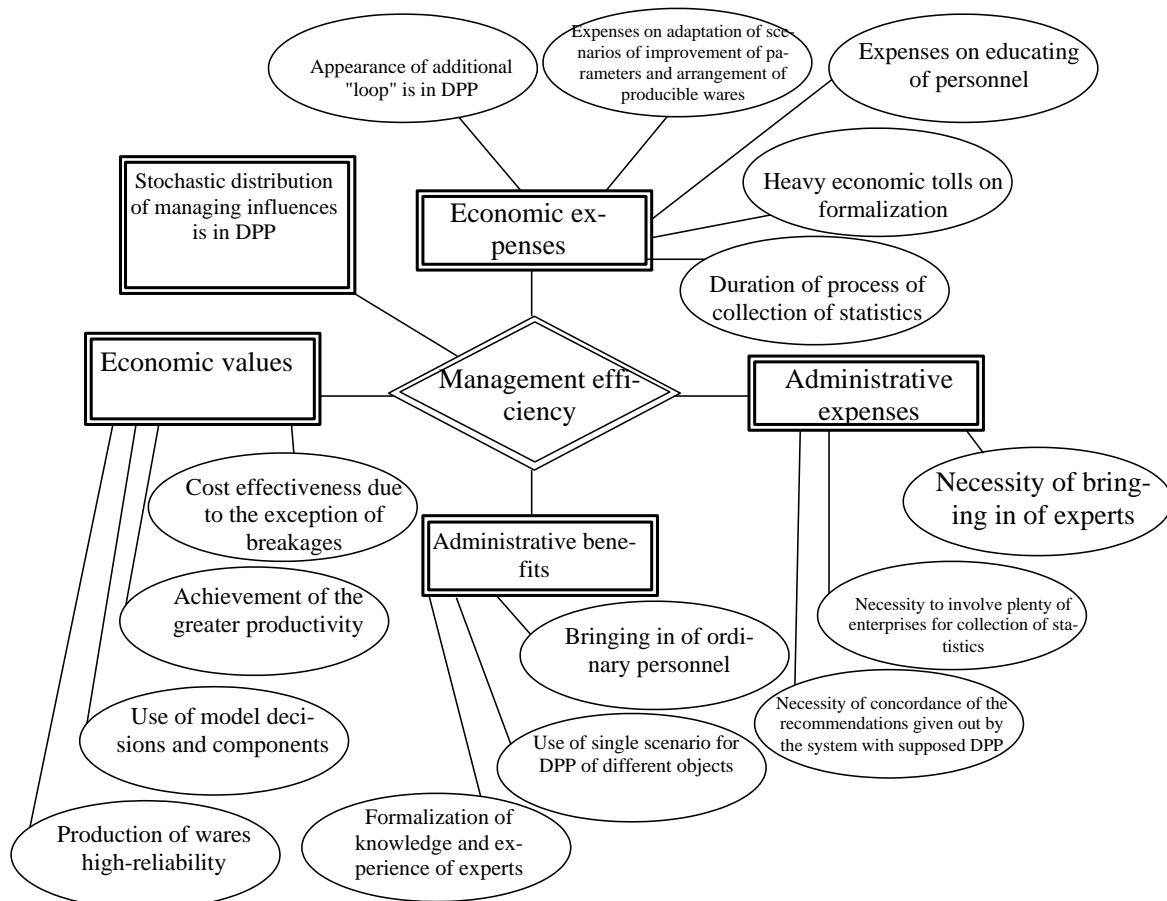 Appearance of additional
"loop" is in DPP
Expenses on adaptation of sce-
narios of improvement of pa-
rameters and arrangement of
producible wares
Expenses on educating
of personnel
Stochastic distribution
of managing influences
is in DPP
Economic ex-
penses
Heavy economic tolls on
formalization
Duration of process of
collection of statistics
Economic values
Management effi-
ciency
Administrative
expenses
Cost effectiveness due
to the exception of
breakages
Administrative bene-
fits
Necessity of bring-
ing in of experts
Achievement of the
greater productivity
Bringing in of ordi-
nary personnel
Necessity to involve plenty of
enterprises for collection of sta-
tistics
Use of model deci-
sions and components
Use of single scenario for
DPP of different objects
Necessity of concordance of the
recommendations given out by
the system with supposed DPP
Production of wares
high-reliability
Formalization of
knowledge and ex-
perience of experts